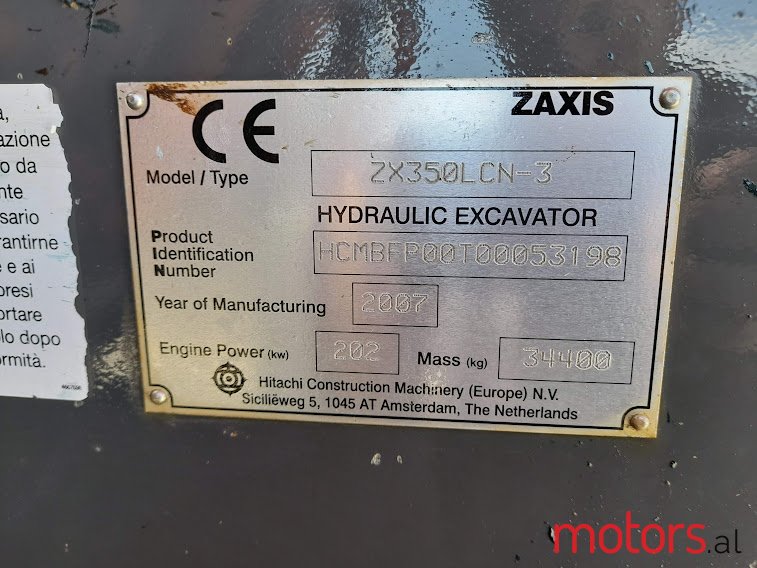 a,
azione
o da
nte
sario
rantirne
e e ai
oresi
ortare
lo dopo
ormità.
CE
ZAXIS
Model / Type ZX350LCN-3
HYDRAULIC EXCAVATOR
Product
Identification
Number
HCMBFP00T00053198
Year of Manufacturing 2007
Engine Power (kw) 202 Mass (kg) 34400
Hitachi Construction Machinery (Europe) N.V.
Siciliëweg 5, 1045 AT Amsterdam, The Netherlands
motors.al